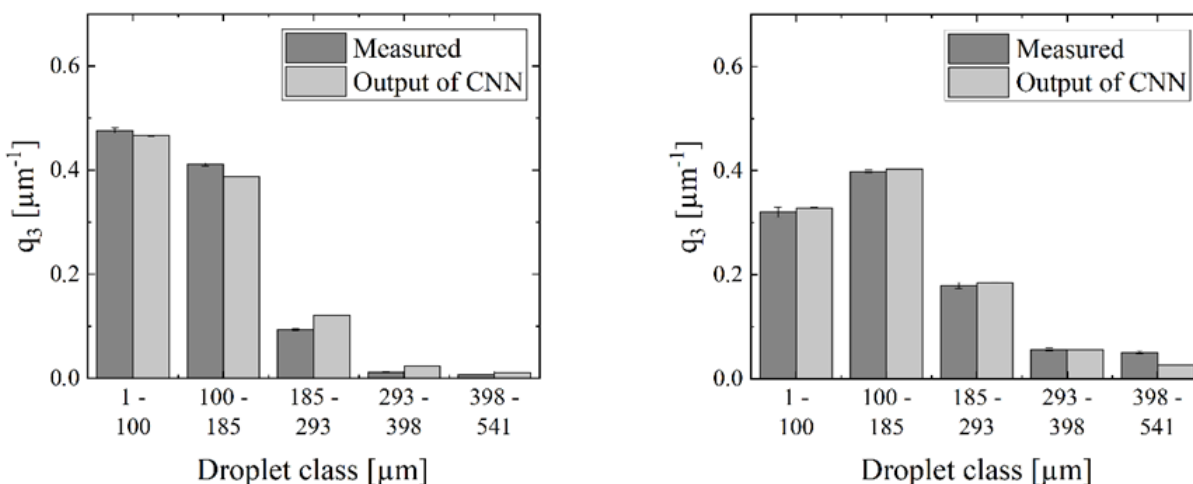 Measured
Output of CNN
0.6
0.4
0.2
0.0
q₃ [µm⁻¹]
1 - 100
100 - 185
185 - 293
293 - 398
398 - 541
Droplet class [µm]
Measured
Output of CNN
0.6
0.4
0.2
0.0
q₃ [µm⁻¹]
1 - 100
100 - 185
185 - 293
293 - 398
398 - 541
Droplet class [µm]